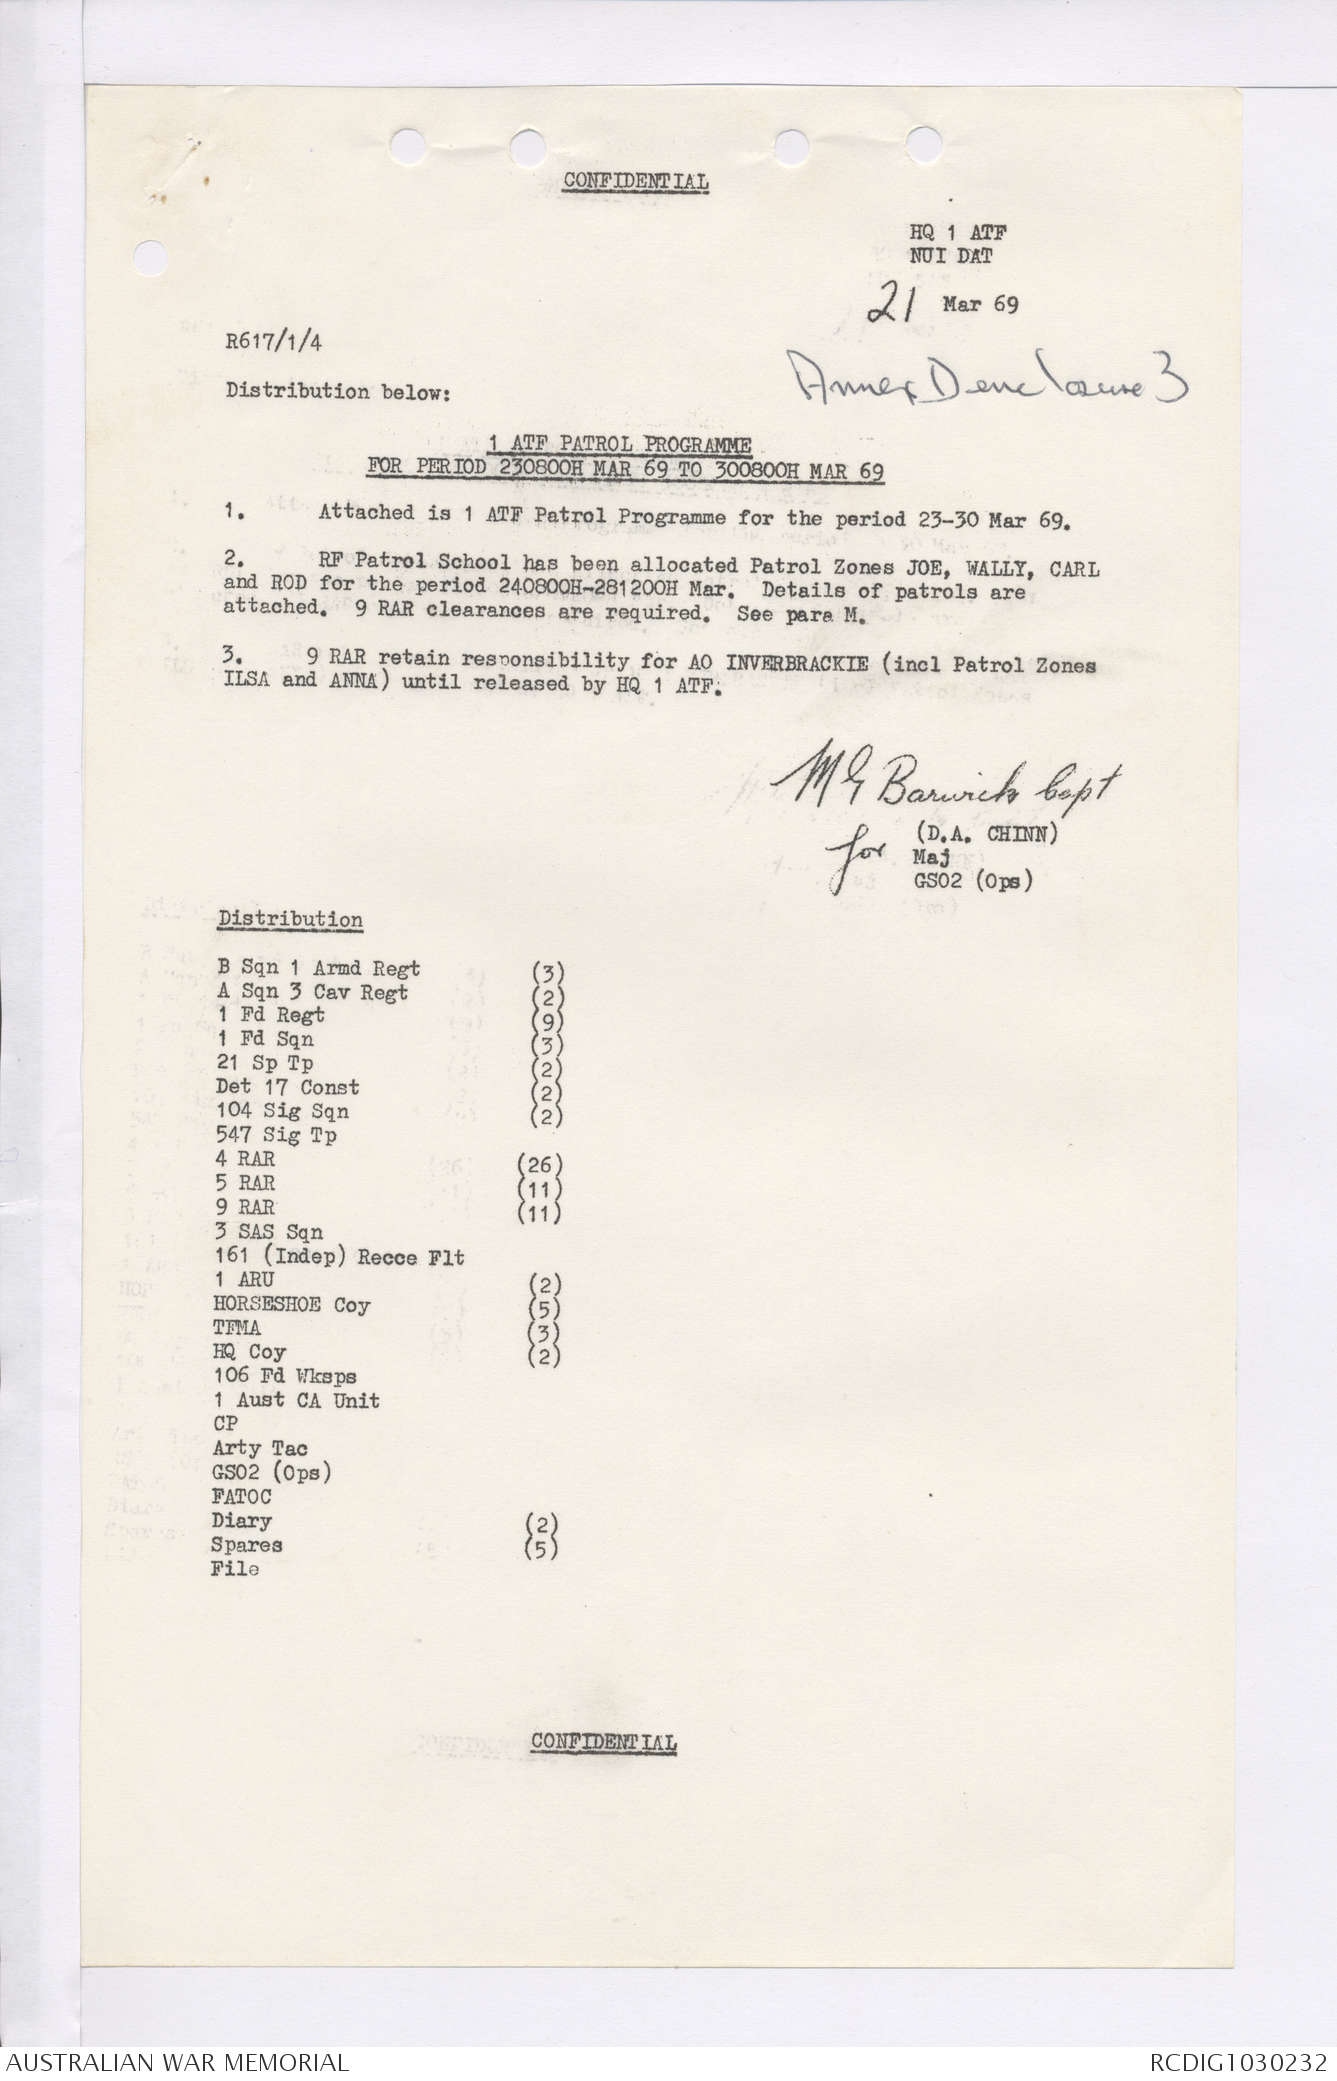 CONFIDENTIAL
HQ 1 ATF
NUI DAT
21 Mar 69
R617/1/4
Annex D enclosure 3
Distribution below:
1 ATF PATROL PROGRAMME
FOR PERIOD 230800H MAR 69 TO 300800H MAR 69
1. Attached is 1 ATF Patrol Programme for the period 23-30 Mar 69.
2. RF Patrol School has been allocated Patrol Zones JOE, WALLY, CARL
and ROD for the period 240800H-281200H Mar. Details of patrols are
attached. 9 RAR clearances are required. See para M.
3. 9 RAR retain responsibility for AO INVERBRACKIE (incl Patrol Zones
ILSA and ANNA) until released by HQ 1 ATF.
M G Barwick Capt
for (D.A. CHINN)
Maj
GSO2 (Ops)
Distribution
B Sqn 1 Armd Regt (3)
A Sqn 3 Cav Regt (2)
1 Fd Regt (9)
1 Fd Sqn (3)
21 Sp Tp (2)
Det 17 Const (2)
104 Sig Sqn (2)
547 Sig Tp
4 RAR (26)
5 RAR (11)
9 RAR (11)
3 SAS Sqn
161 (Indep) Recce Flt
1 ARU (2)
HORSESHOE Coy (5)
TFMA (3)
HQ Coy (2)
106 Fd Wksps
1 Aust CA Unit
CP
Arty Tac
GSO2 (Ops)
FATOC
Diary (2)
Spares (5)
File
CONFIDENTIAL
AUSTRALIAN WAR MEMORIAL
RCDIG1030232